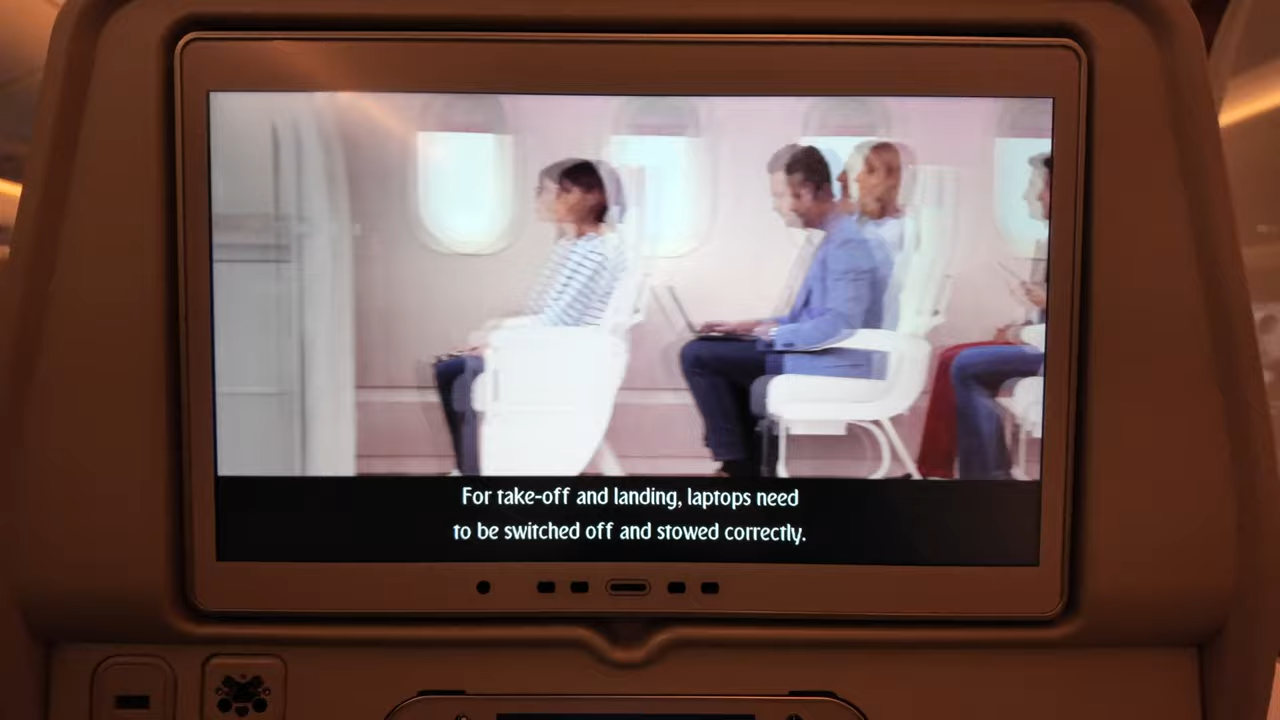 For take-off and landing, laptops need
to be switched off and stowed correctly.